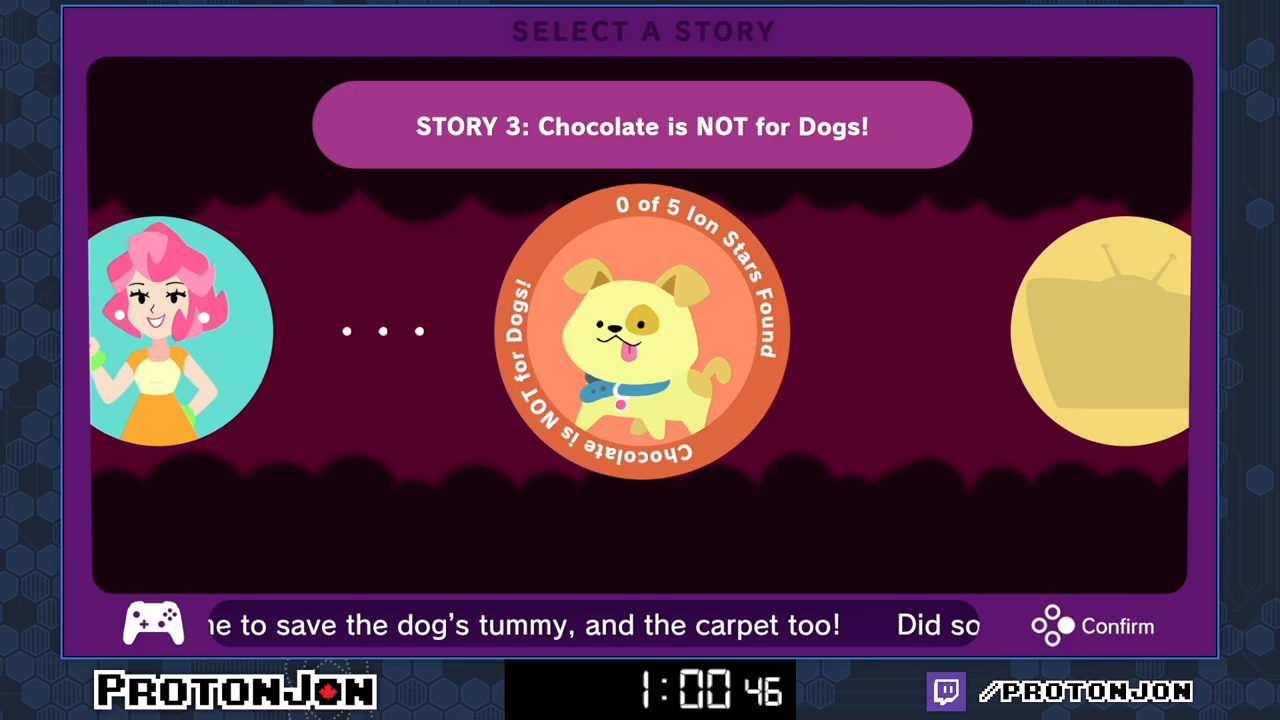 SELECT A STORY
STORY 3: Chocolate is NOT for Dogs!
0 of 5 Ion Stars Found
Chocolate is NOT for Dogs!
ne to save the dog's tummy, and the carpet too! Did so
Confirm
PROTONJON
1:00 46
/PROTONJON